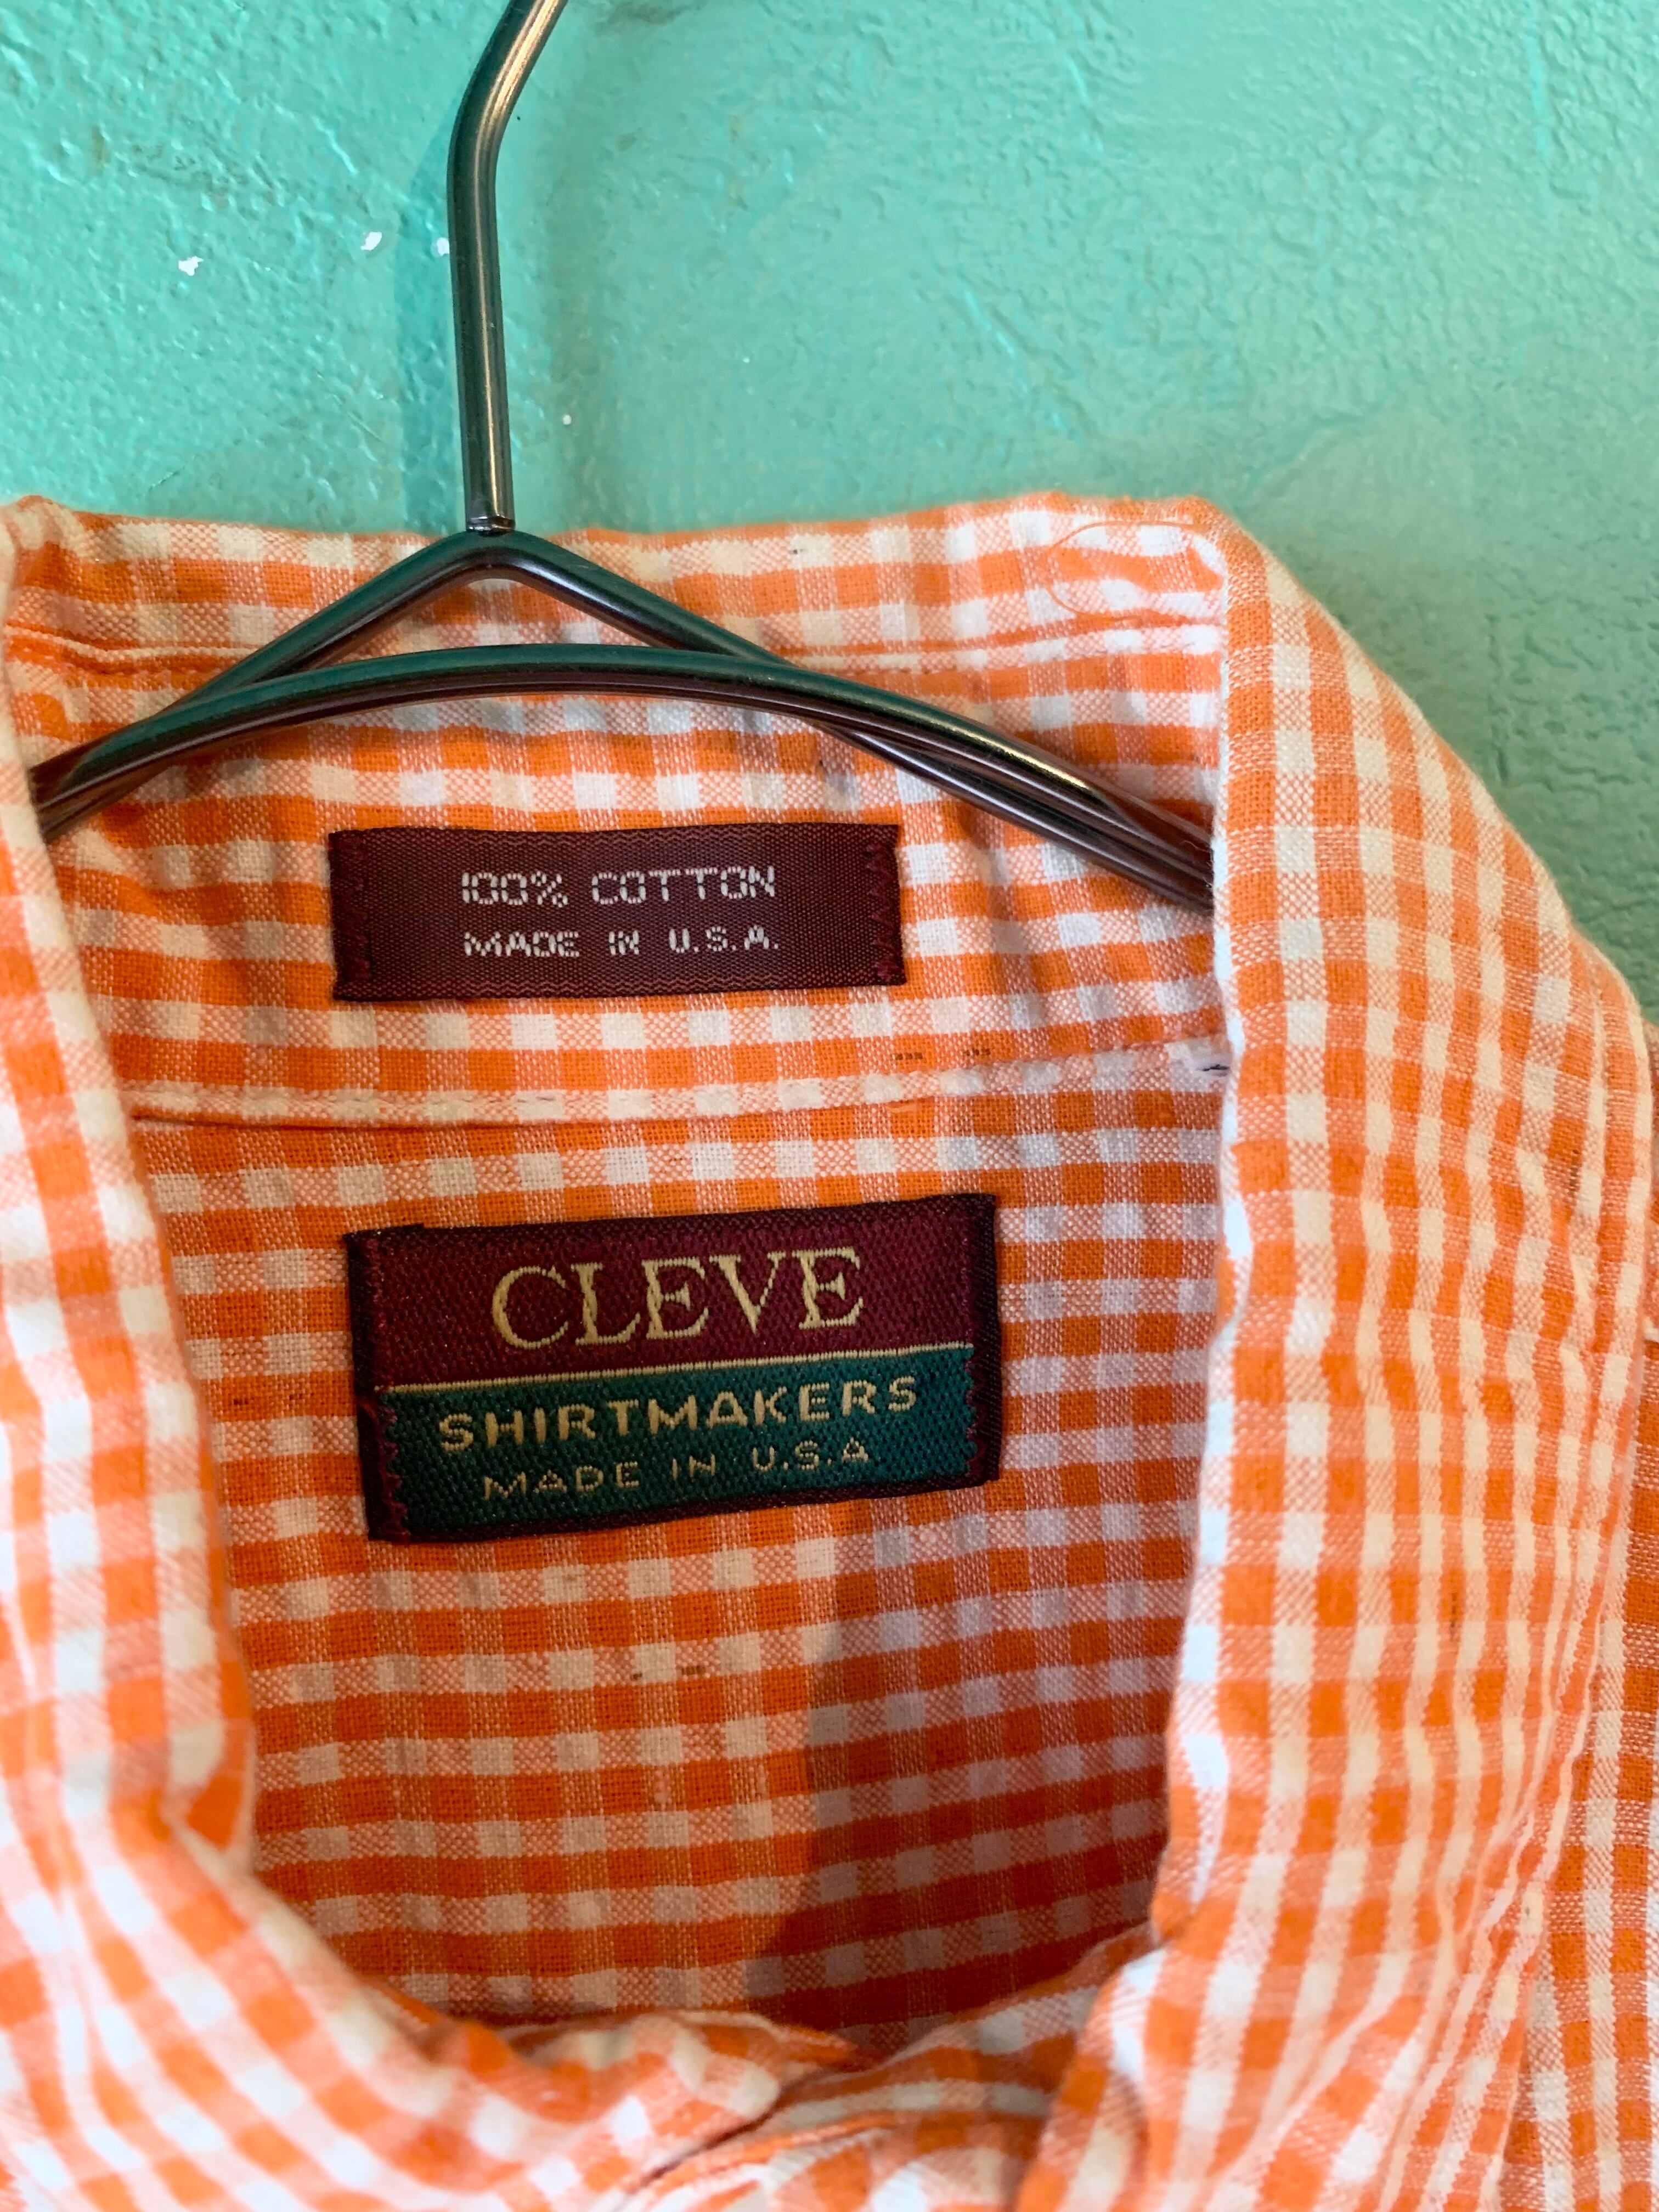 100% COTTON
MADE IN U.S.A.
CLEVE
SHIRTMAKERS
MADE IN U.S.A